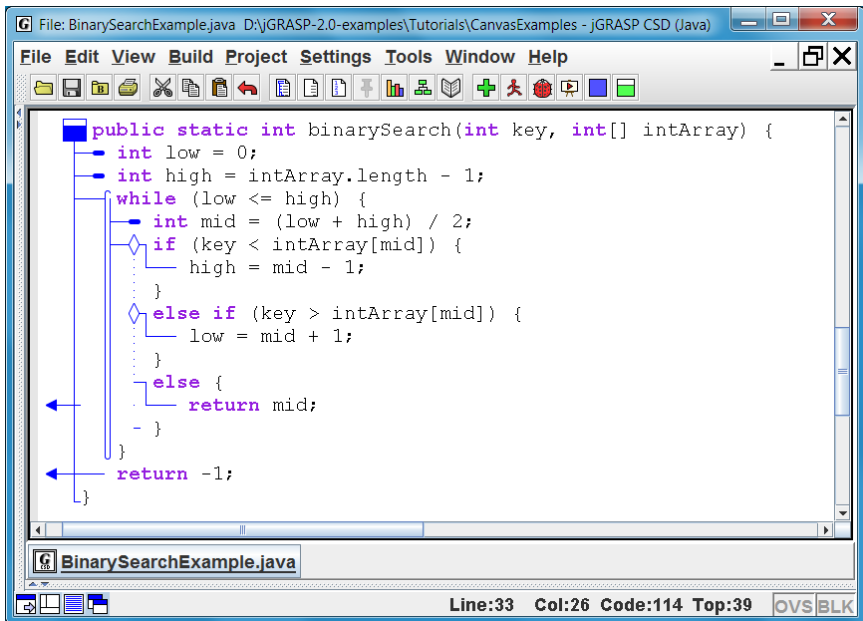 File: BinarySearchExample.java D:\jGRASP-2.0-examples\Tutorials\CanvasExamples - jGRASP CSD (Java)
File Edit View Build Project Settings Tools Window Help
public static int binarySearch(int key, int[] intArray) {
int low = 0;
int high = intArray.length - 1;
while (low <= high) {
int mid = (low + high) / 2;
if (key < intArray[mid]) {
high = mid - 1;
}
else if (key > intArray[mid]) {
low = mid + 1;
}
else {
return mid;
}
}
return -1;
}
BinarySearchExample.java
Line:33 Col:26 Code:114 Top:39 OVS BLK